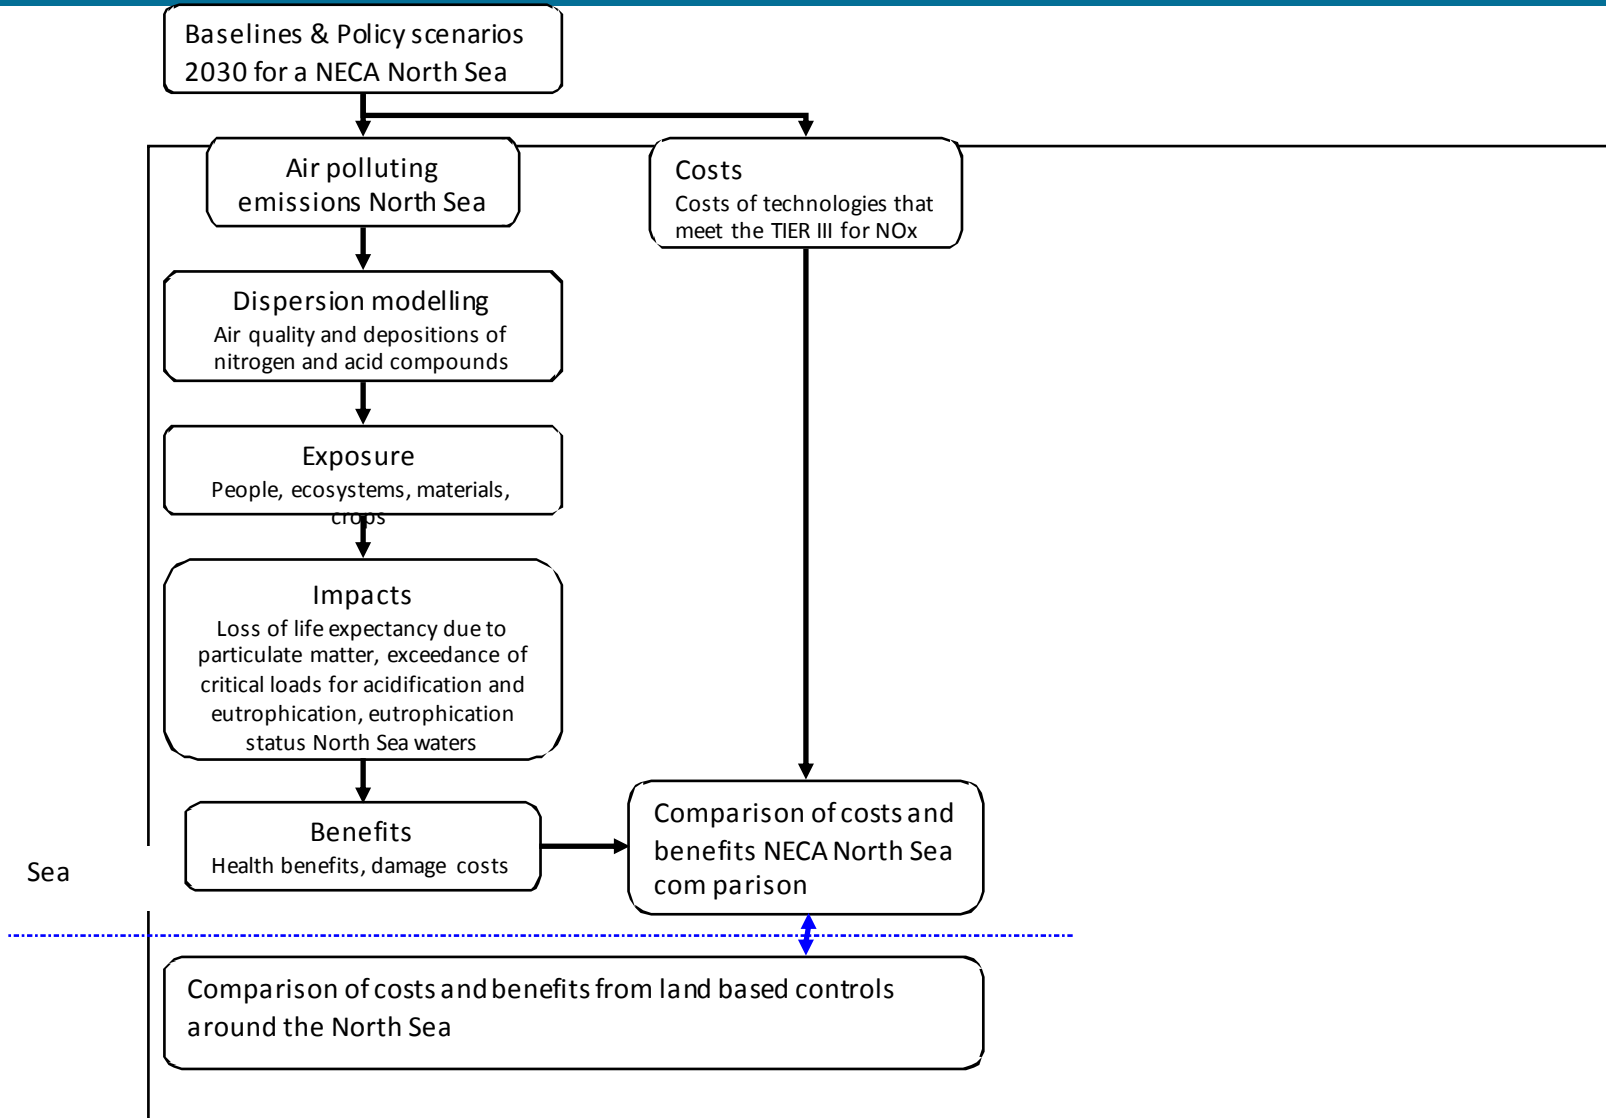 Baselines & Policy scenarios
2030 for a NECA North Sea
Air polluting
emissions North Sea
Costs
Costs of technologies that
meet the TIER III for NOx
Dispersion modelling
Air quality and depositions of
nitrogen and acid compounds
Exposure
People, ecosystems, materials,
crops
Impacts
Loss of life expectancy due to
particulate matter, exceedance of
critical loads for acidification and
eutrophication, eutrophication
status North Sea waters
Benefits
Health benefits, damage costs
Comparison of costs and
benefits NECA North Sea
com parison
Sea
Comparison of costs and benefits from land based controls
around the North Sea